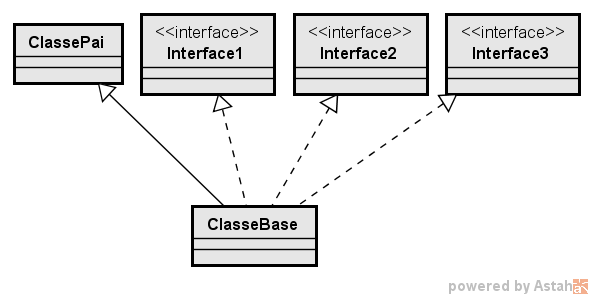 ClassePai
<<interface>>
Interface1
<<interface>>
Interface2
<<interface>>
Interface3
ClasseBase
powered by Astah